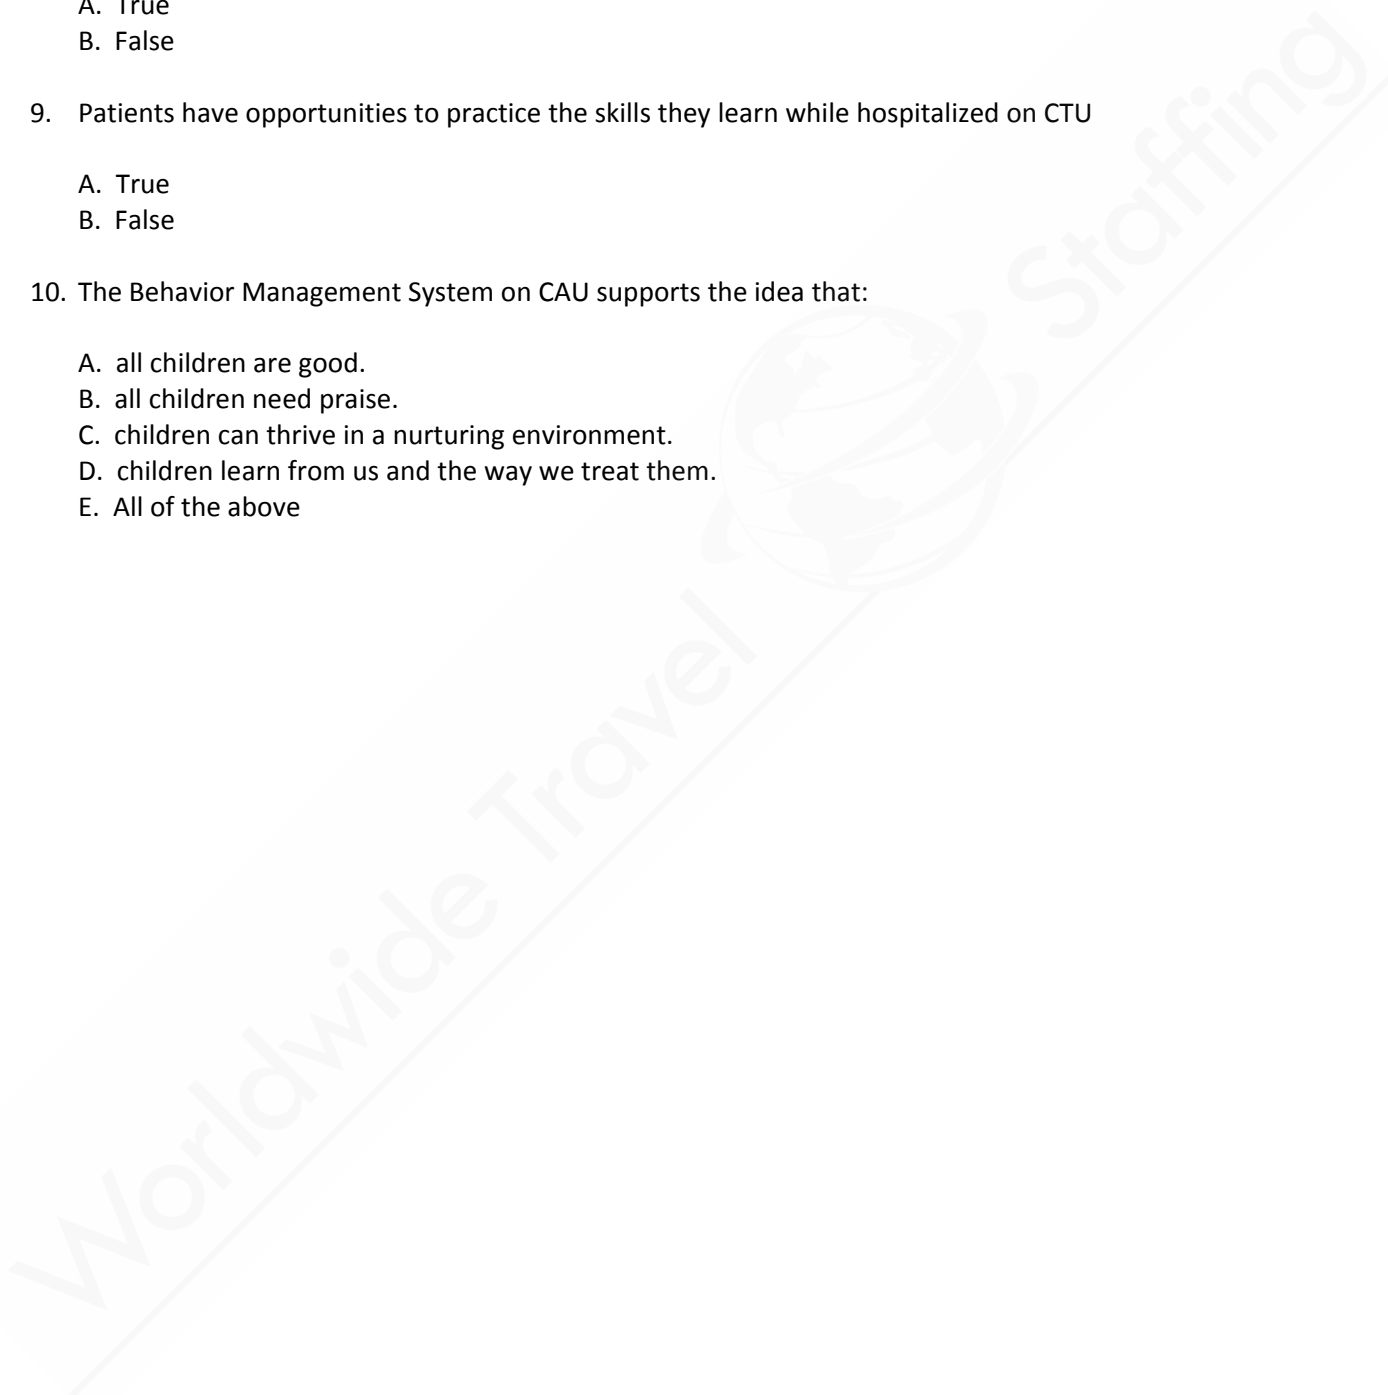 A. True
B. False
9. Patients have opportunities to practice the skills they learn while hospitalized on CTU
A. True
B. False
10. The Behavior Management System on CAU supports the idea that:
A. all children are good.
B. all children need praise.
C. children can thrive in a nurturing environment.
D. children learn from us and the way we treat them.
E. All of the above
Worldwide Travel Staffing